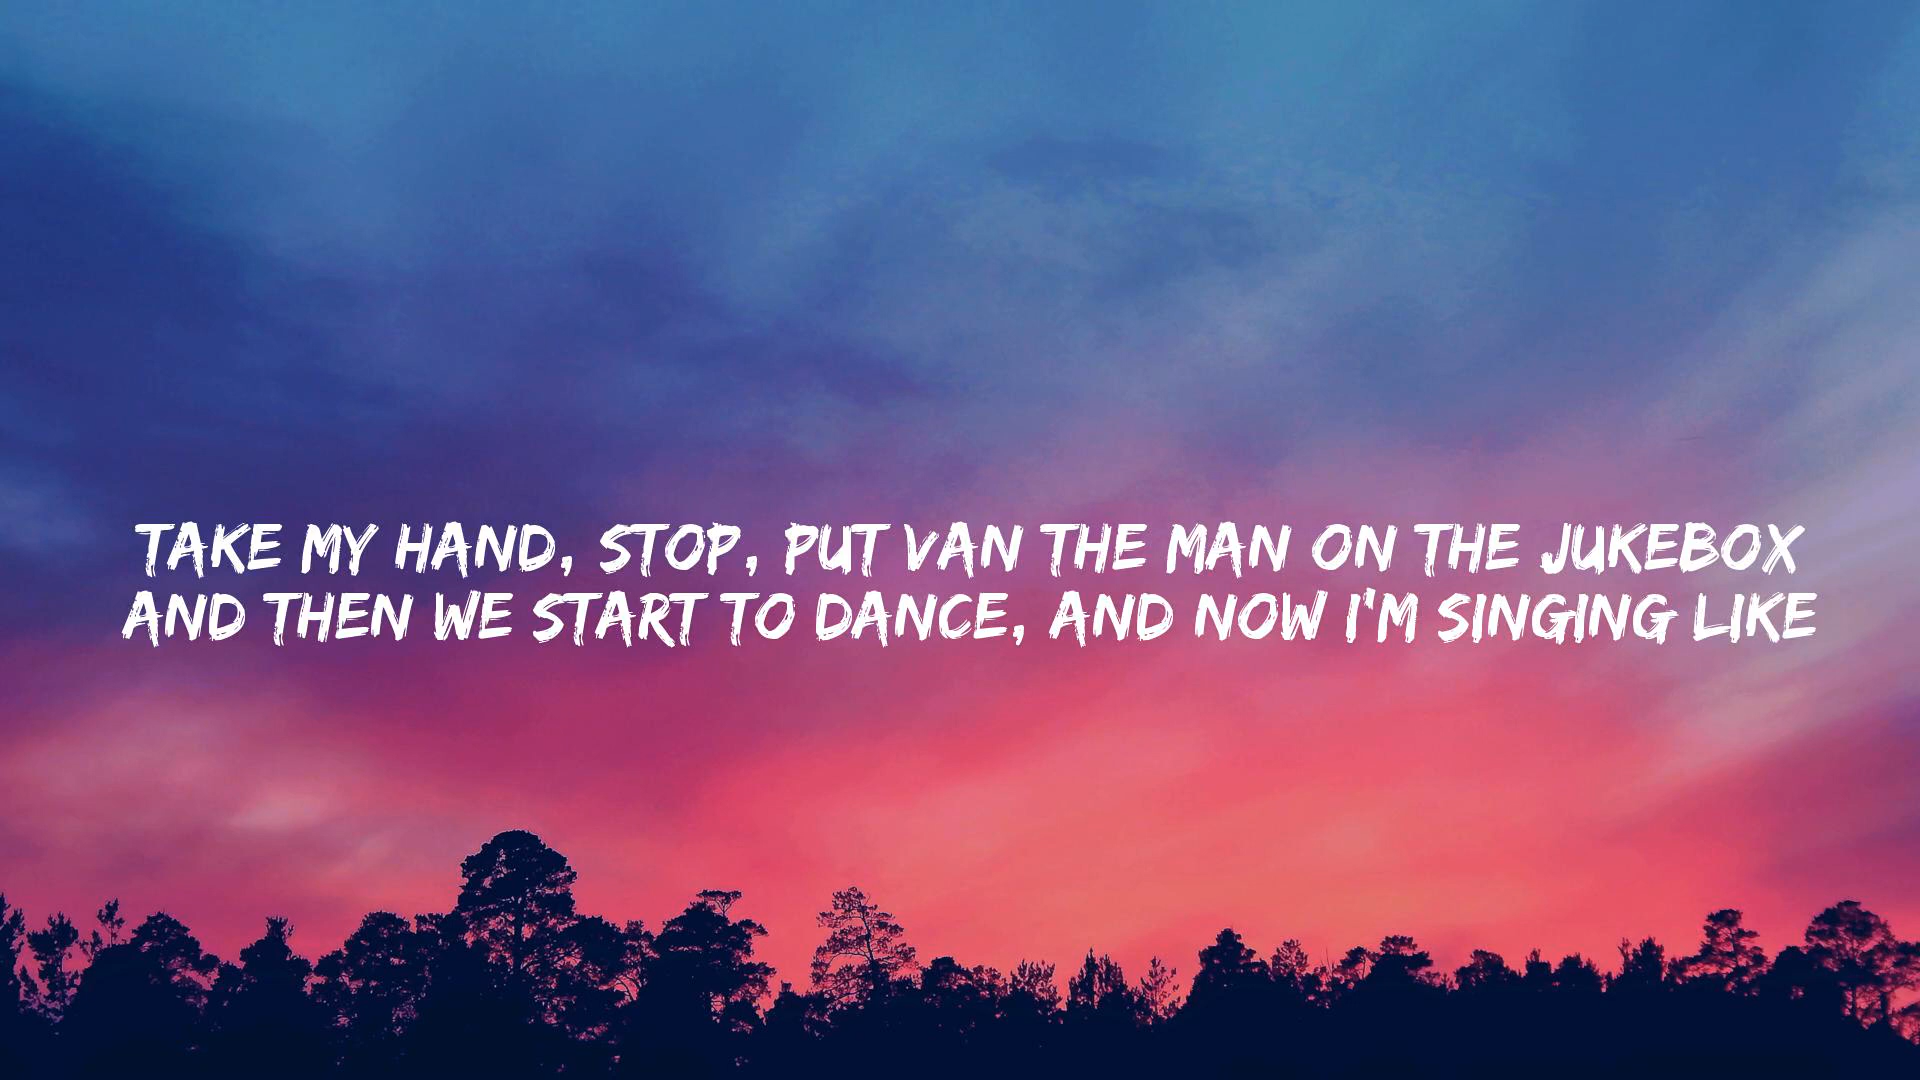 TAKE MY HAND, STOP, PUT VAN THE MAN ON THE JUKEBOX
AND THEN WE START TO DANCE, AND NOW I'M SINGING LIKE